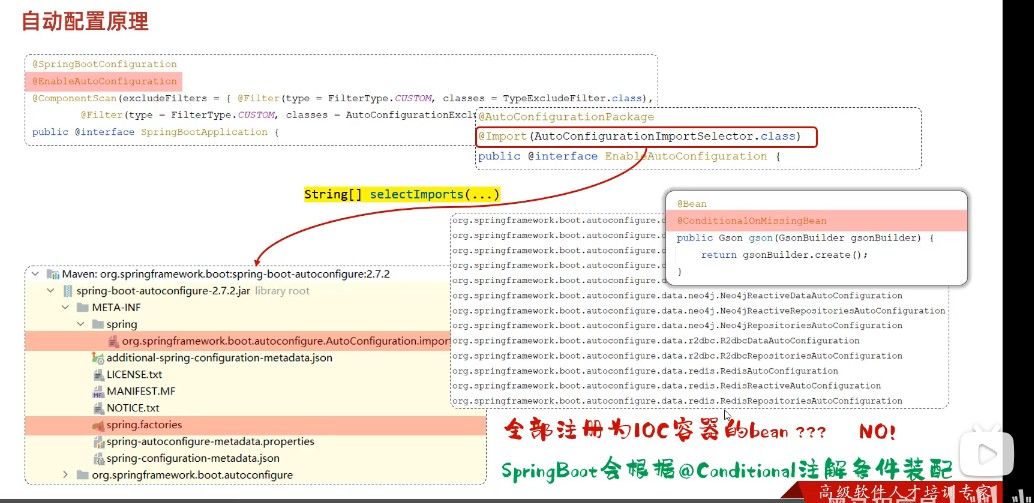 自动配置原理
@SpringBootConfiguration
@EnableAutoConfiguration
@ComponentScan(excludeFilters = { @Filter(type = FilterType.CUSTOM, classes = TypeExcludeFilter.class),
@Filter(type = FilterType.CUSTOM, classes = AutoConfigurationExcl
public @interface SpringBootApplication {
@AutoConfigurationPackage
@Import(AutoConfigurationImportSelector.class)
public @interface EnableAutoConfiguration {
String[] selectImports(...)
@Bean
@ConditionalOnMissingBean
public Gson gson(GsonBuilder gsonBuilder) {
return gsonBuilder.create();
}
org.springframework.boot.autoconfigure.
org.springframework.boot.autoconfigure.
org.springframework.boot.autoconfigure.
org.springframework.boot.autoconfigure.
org.springframework.boot.autoconfigure.
org.springframework.boot.autoconfigure.data.neo4j.Neo4jReactiveDataAutoConfiguration
org.springframework.boot.autoconfigure.data.neo4j.Neo4jReactiveRepositoriesAutoConfiguration
org.springframework.boot.autoconfigure.data.neo4j.Neo4jRepositoriesAutoConfiguration
org.springframework.boot.autoconfigure.data.r2dbc.R2dbcDataAutoConfiguration
org.springframework.boot.autoconfigure.data.r2dbc.R2dbcRepositoriesAutoConfiguration
org.springframework.boot.autoconfigure.data.redis.RedisAutoConfiguration
org.springframework.boot.autoconfigure.data.redis.RedisReactiveAutoConfiguration
org.springframework.boot.autoconfigure.data.redis.RedisRepositoriesAutoConfiguration
Maven: org.springframework.boot:spring-boot-autoconfigure:2.7.2
spring-boot-autoconfigure-2.7.2.jar library root
META-INF
spring
org.springframework.boot.autoconfigure.AutoConfiguration.impor
additional-spring-configuration-metadata.json
LICENSE.txt
MANIFEST.MF
NOTICE.txt
spring.factories
spring-autoconfigure-metadata.properties
spring-configuration-metadata.json
org.springframework.boot.autoconfigure
全部注册为IOC容器的bean ??? NO!
SpringBoot会根据@Conditional注解条件装配
高级软件人才培训专家